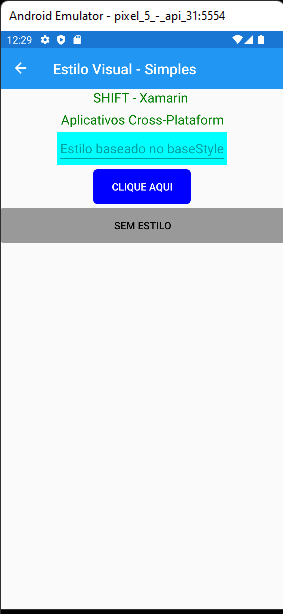 Android Emulator - pixel_5_-_api_31:5554
12:29
Estilo Visual - Simples
SHIFT - Xamarin
Aplicativos Cross-Plataform
Estilo baseado no baseStyle
CLIQUE AQUI
SEM ESTILO